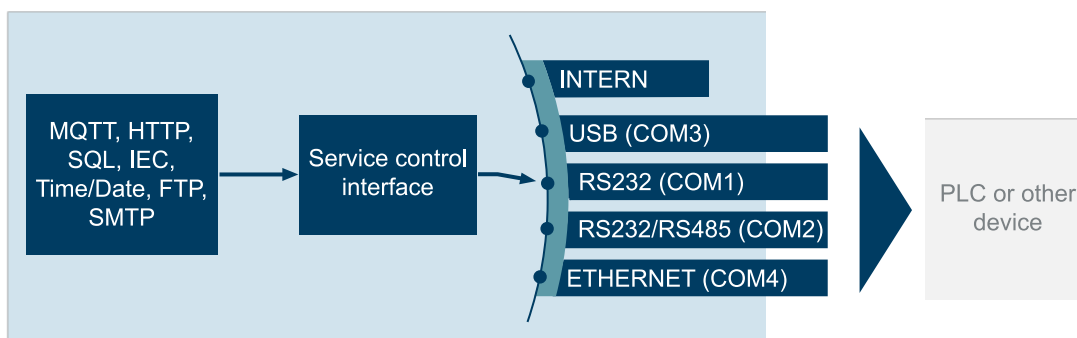 MQTT, HTTP,
SQL, IEC,
Time/Date, FTP,
SMTP
Service control
interface
INTERN
USB (COM3)
RS232 (COM1)
RS232/RS485 (COM2)
ETHERNET (COM4)
PLC or other
device